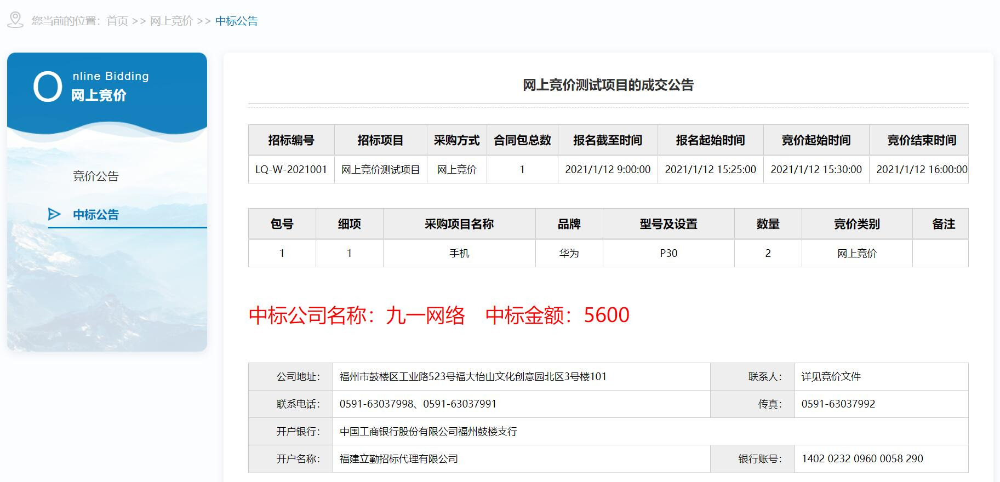 您当前的位置：首页 >> 网上竞价 >> 中标公告
Online Bidding
网上竞价
竞价公告
中标公告
网上竞价测试项目的成交公告
招标编号 招标项目 采购方式 合同包总数 报名截至时间 报名起始时间 竞价起始时间 竞价结束时间
LQ-W-2021001 网上竞价测试项目 网上竞价 1 2021/1/12 9:00:00 2021/1/12 15:25:00 2021/1/12 15:30:00 2021/1/12 16:00:00
包号 细项 采购项目名称 品牌 型号及设置 数量 竞价类别 备注
1 1 手机 华为 P30 2 网上竞价
中标公司名称：九一网络 中标金额：5600
公司地址： 福州市鼓楼区工业路523号福大怡山文化创意园北区3号楼101 联系人： 详见竞价文件
联系电话： 0591-63037998、0591-63037991 传真： 0591-63037992
开户银行： 中国工商银行股份有限公司福州鼓楼支行
开户名称： 福建立勤招标代理有限公司 银行账号： 1402 0232 0960 0058 290